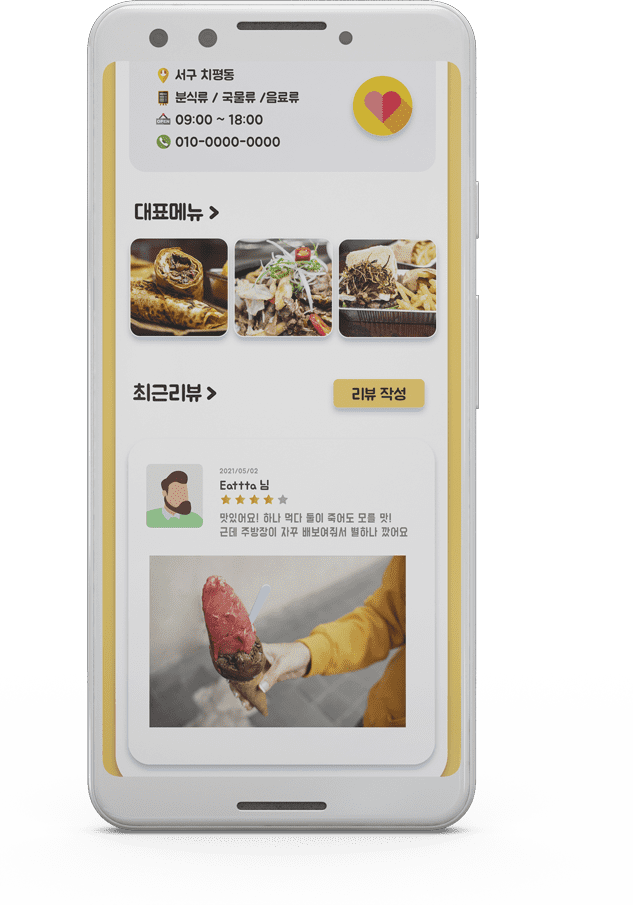 서구 치평동
분식류 / 국물류 /음료류
09:00 ~ 18:00
010-0000-0000
대표메뉴 >
최근리뷰 >
리뷰 작성
2021/05/02
Eattta 님
맛있어요! 하나 먹다 둘이 죽어도 모를 맛!
근데 주방장이 자꾸 배보여줘서 별하나 깠어요